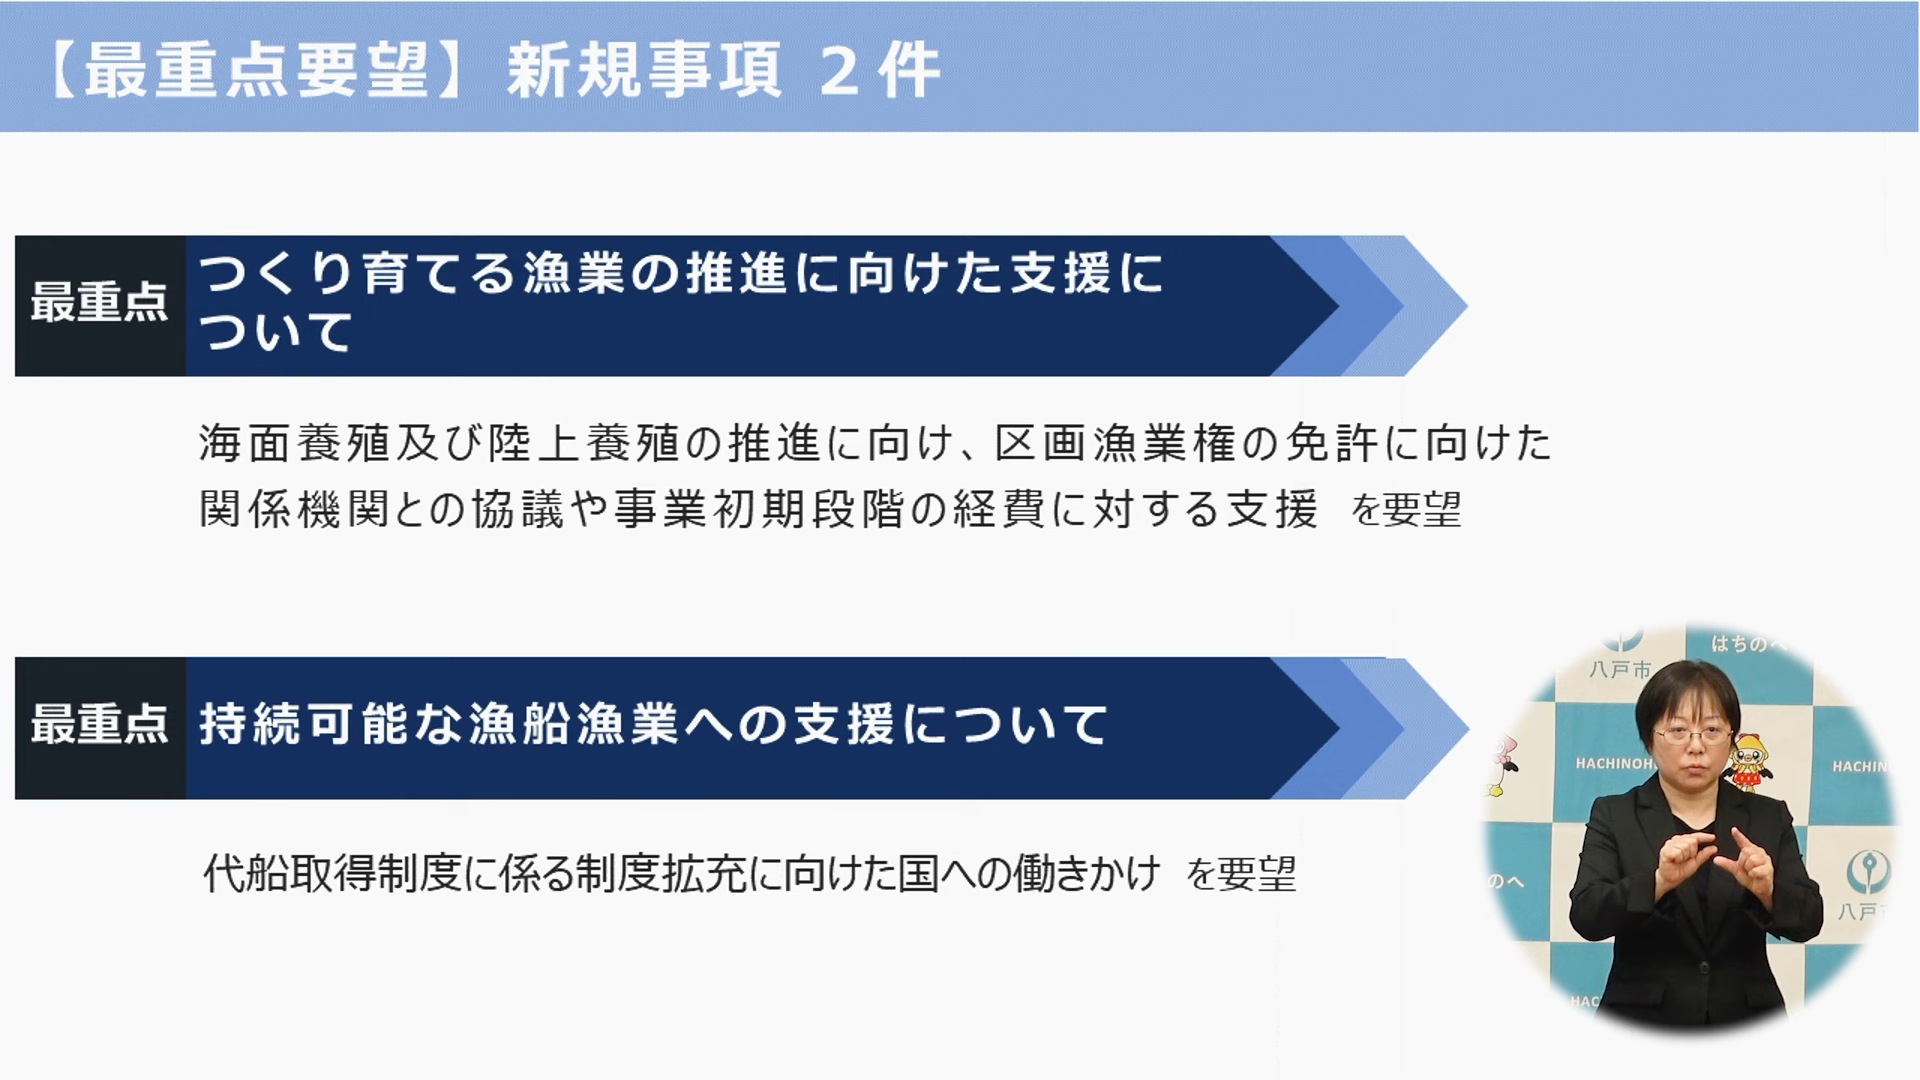 【最重点要望】新規事項 2件
最重点
つくり育てる漁業の推進に向けた支援に
ついて
海面養殖及び陸上養殖の推進に向け、区画漁業権の免許に向けた
関係機関との協議や事業初期段階の経費に対する支援 を要望
最重点
持続可能な漁船漁業への支援について
代船取得制度に係る制度拡充に向けた国への働きかけ を要望
八戸市
はちのへ
HACHINOH
HACHIN
のへ
八戸
HAC